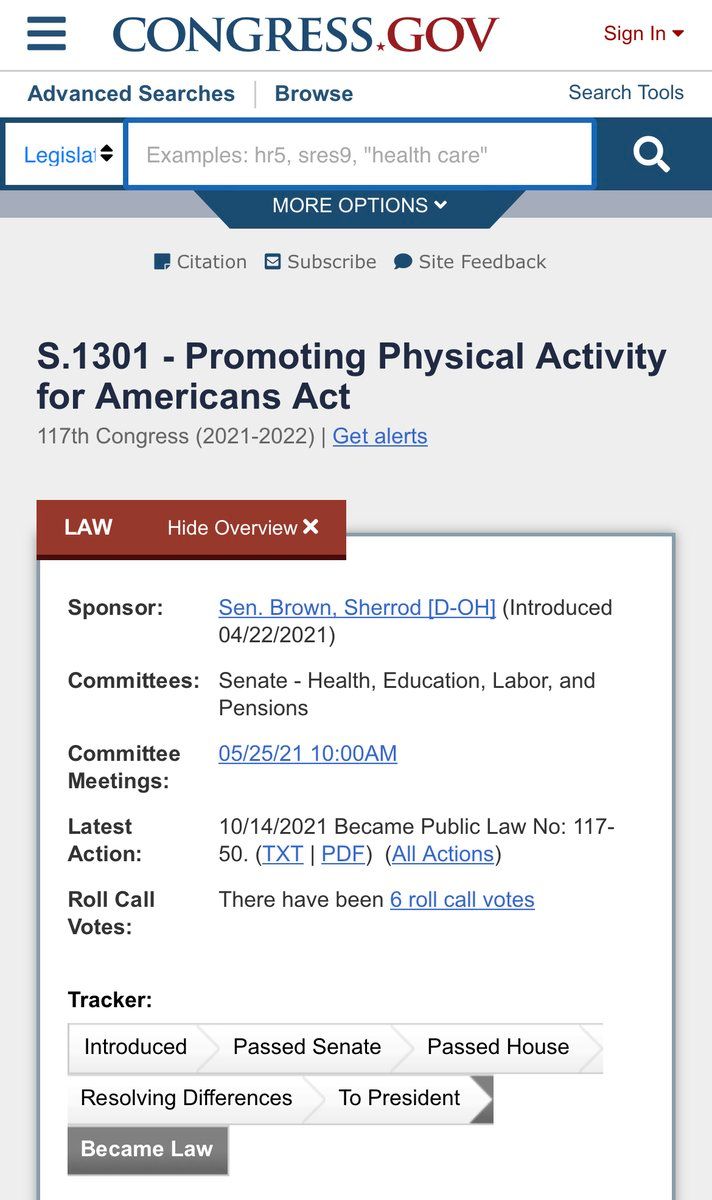 CONGRESS.GOV
Sign In
Advanced Searches
Browse
Search Tools
Legislat
Examples: hr5, sres9, "health care"
MORE OPTIONS
Citation
Subscribe
Site Feedback
S.1301 - Promoting Physical Activity
for Americans Act
117th Congress (2021-2022) | Get alerts
LAW
Hide Overview
Sponsor: Sen. Brown, Sherrod [D-OH] (Introduced
04/22/2021)
Committees: Senate - Health, Education, Labor, and
Pensions
Committee 05/25/21 10:00AM
Meetings:
Latest 10/14/2021 Became Public Law No: 117-
Action: 50. (TXT | PDF) (All Actions)
Roll Call There have been 6 roll call votes
Votes:
Tracker:
Introduced Passed Senate Passed House
Resolving Differences To President
Became Law